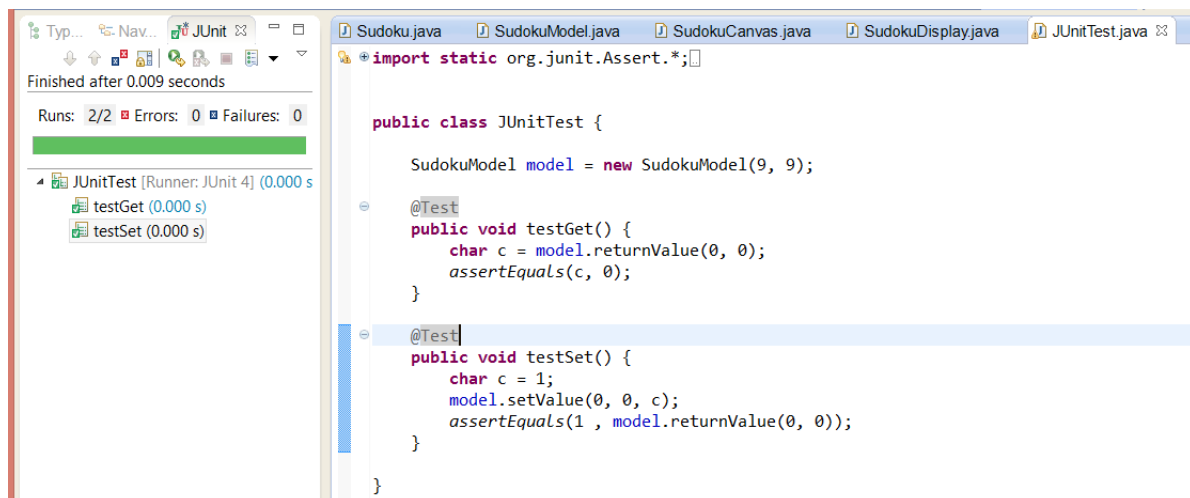 Typ... Nav... JUnit
Finished after 0.009 seconds
Runs: 2/2 Errors: 0 Failures: 0
JUnitTest [Runner: JUnit 4] (0.000 s
testGet (0.000 s)
testSet (0.000 s)
Sudoku.java SudokuModel.java SudokuCanvas.java SudokuDisplay.java JUnitTest.java
import static org.junit.Assert.*;
public class JUnitTest {
SudokuModel model = new SudokuModel(9, 9);
@Test
public void testGet() {
char c = model.returnValue(0, 0);
assertEquals(c, 0);
}
@Test
public void testSet() {
char c = 1;
model.setValue(0, 0, c);
assertEquals(1 , model.returnValue(0, 0));
}
}